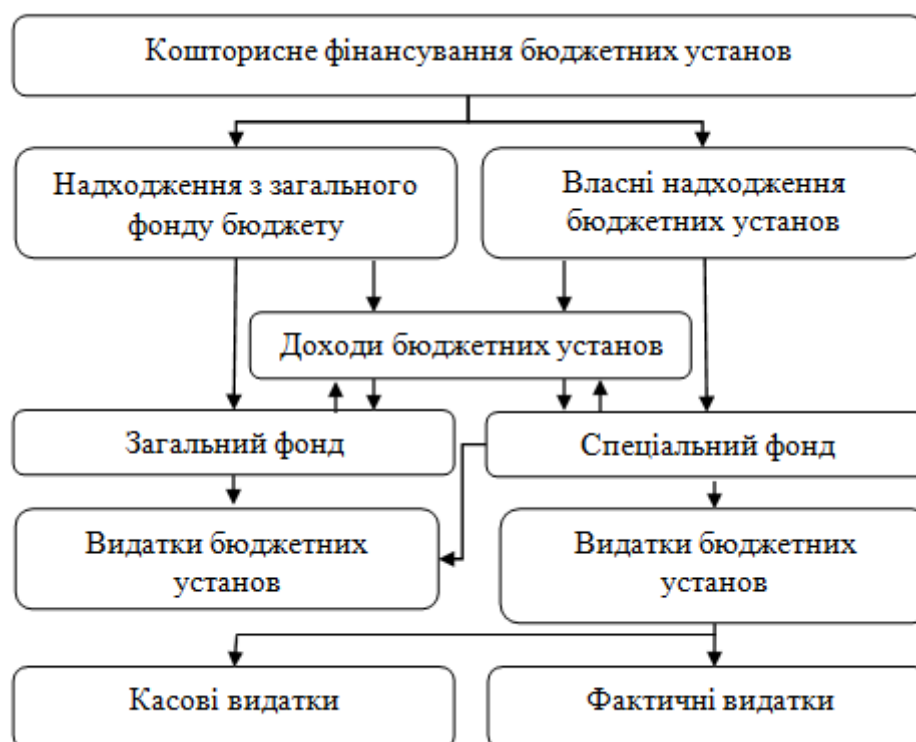 Кошторисне фінансування бюджетних установ
Надходження з загального
фонду бюджету
Власні надходження
бюджетних установ
Доходи бюджетних установ
Загальний фонд
Спеціальний фонд
Видатки бюджетних
установ
Видатки бюджетних
установ
Касові видатки
Фактичні видатки